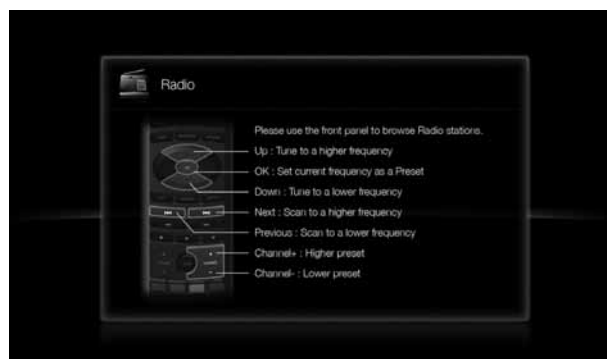 Radio
Please use the front panel to browse Radio stations.
Up : Tune to a higher frequency
OK : Set current frequency as a Preset
Down : Tune to a lower frequency
Next : Scan to a higher frequency
Previous : Scan to a lower frequency
Channel+ : Higher preset
Channel- : Lower preset